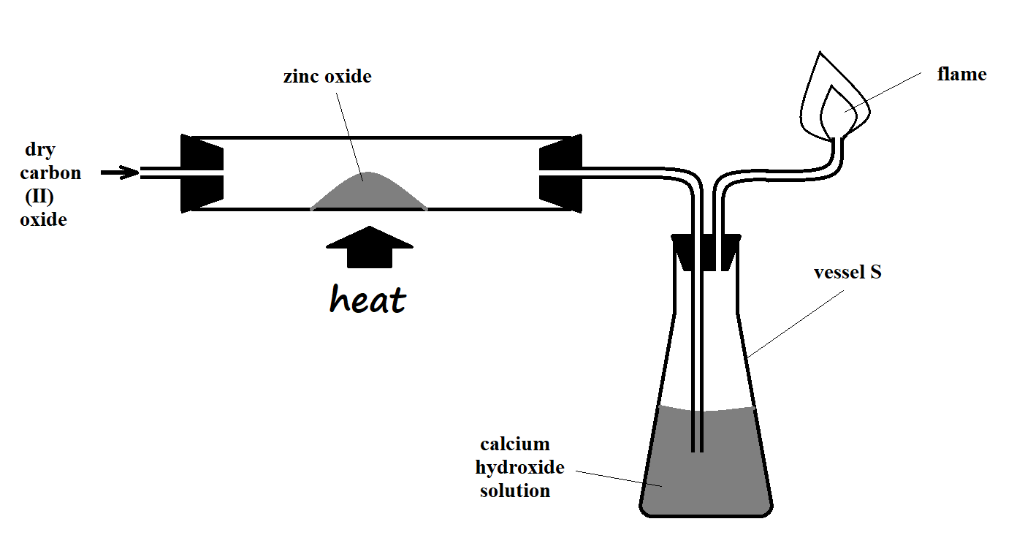 zinc oxide
flame
dry
carbon
(II)
oxide
heat
vessel S
calcium
hydroxide
solution